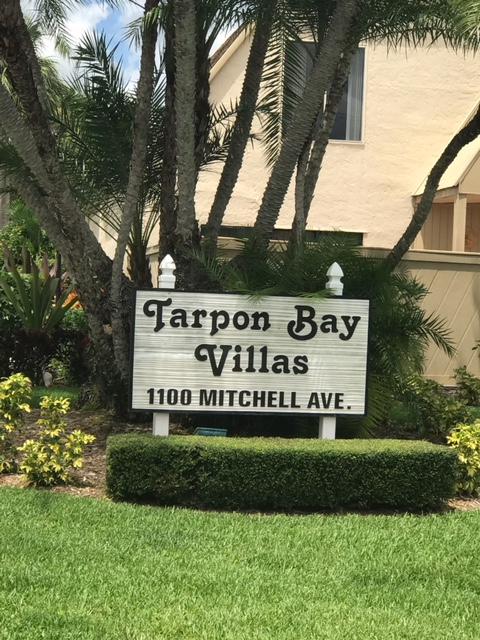 Tarpon Bay
Villas
1100 MITCHELL AVE.